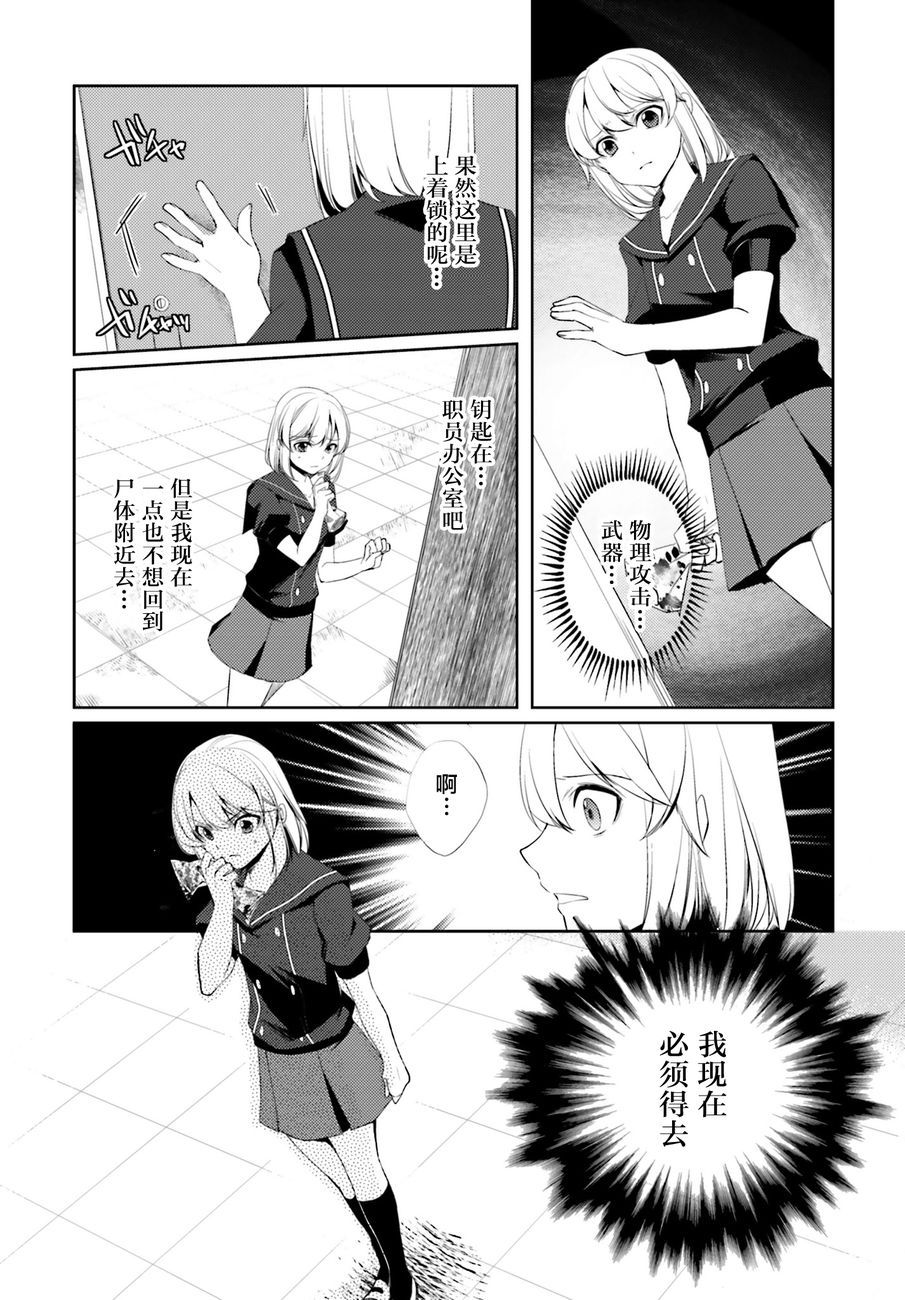 物理攻击
武器…
果然这里是
上着锁的呢…
ガチャ
ガチャッ
钥匙在…
职员办公室吧
但是我现在
一点也不想回到
尸体附近去…
啊…
我现在
必须得去